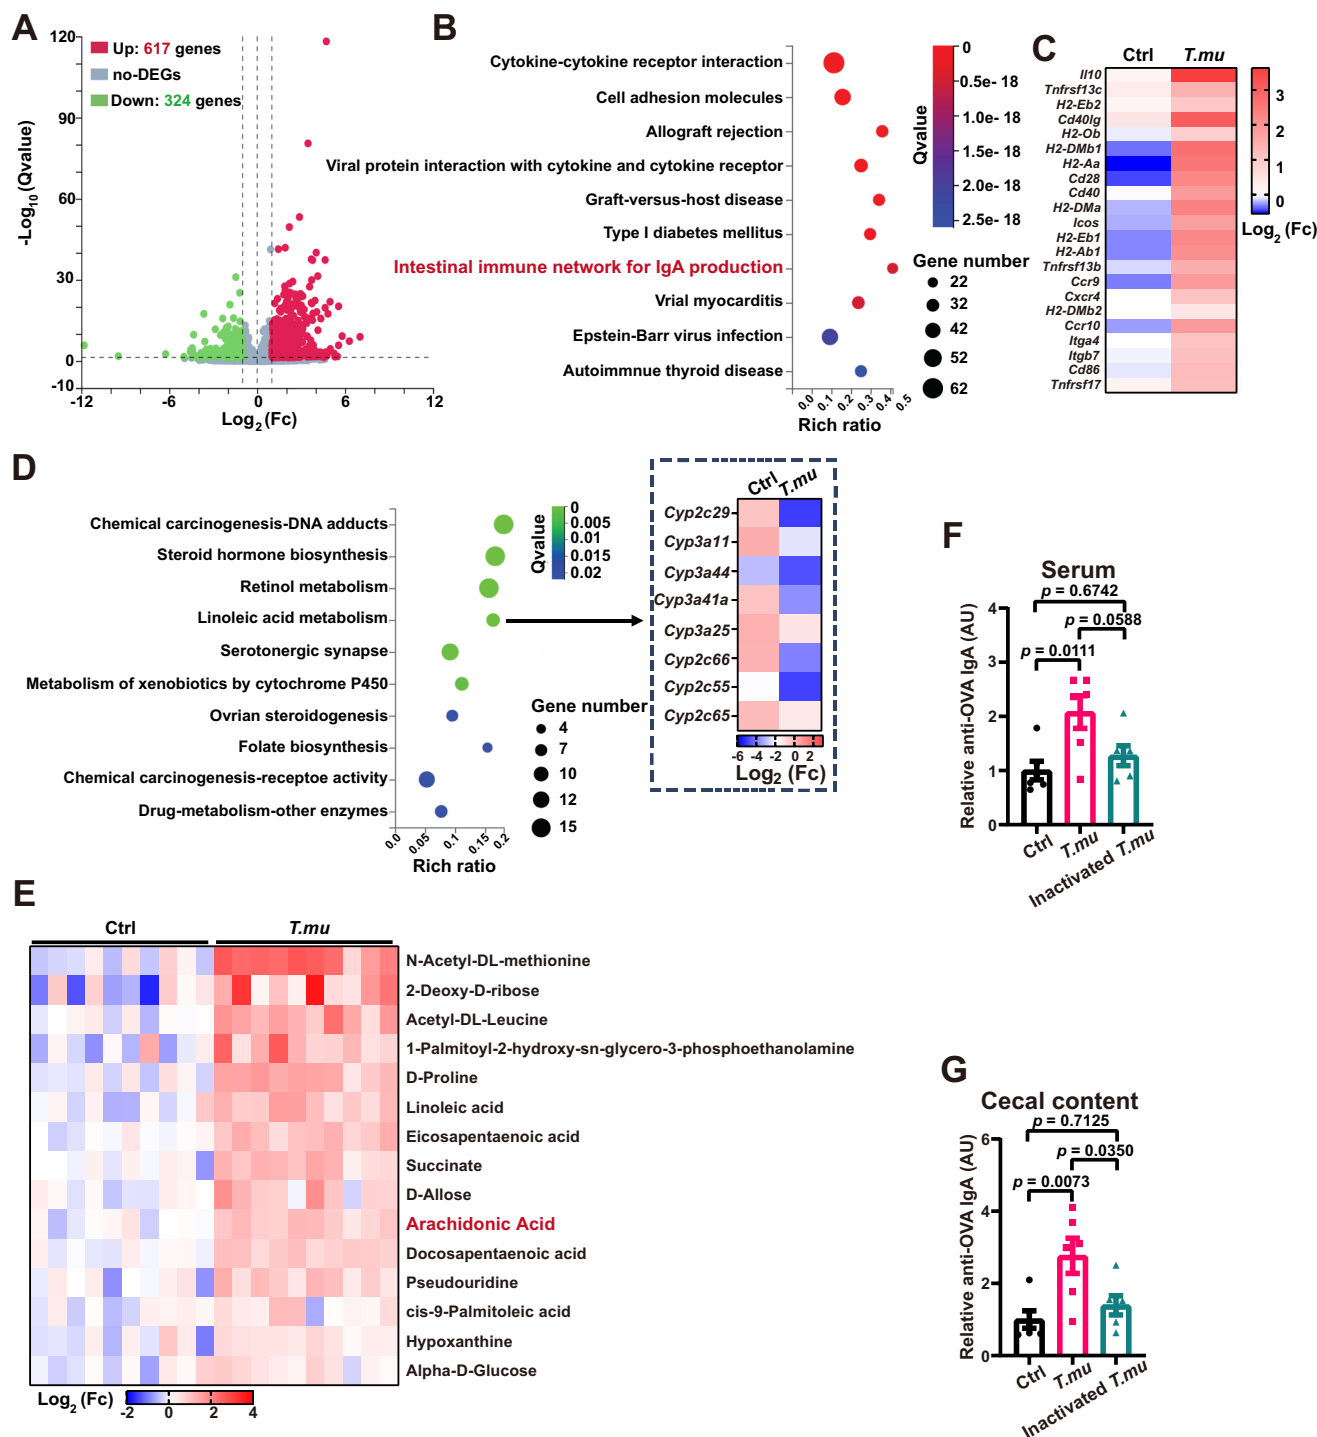 A
120
90
60
30
0
-10
-Log10(Qvalue)
Up: 617 genes
no-DEGs
Down: 324 genes
-12 -6 0 6 12
Log2(Fc)
B
Cytokine-cytokine receptor interaction
Cell adhesion molecules
Allograft rejection
Viral protein interaction with cytokine and cytokine receptor
Graft-versus-host disease
Type I diabetes mellitus
Intestinal immune network for IgA production
Vrial myocarditis
Epstein-Barr virus infection
Autoimmnue thyroid disease
0.0 0.1 0.2 0.3 0.4 0.5
Rich ratio
Qvalue
0
0.5e- 18
1.0e- 18
1.5e- 18
2.0e- 18
2.5e- 18
Gene number
22
32
42
52
62
C
Ctrl T.mu
Il10
Tnfrsf13c
H2-Eb2
Cd40lg
H2-Ob
H2-DMb1
H2-Aa
Cd28
Cd40
H2-DMa
Icos
H2-Eb1
H2-Ab1
Tnfrsf13b
Ccr9
Cxcr4
H2-DMb2
Ccr10
Itga4
Itgb7
Cd86
Tnfrsf17
3
2
1
0
Log2 (Fc)
D
Chemical carcinogenesis-DNA adducts
Steroid hormone biosynthesis
Retinol metabolism
Linoleic acid metabolism
Serotonergic synapse
Metabolism of xenobiotics by cytochrome P450
Ovrian steroidogenesis
Folate biosynthesis
Chemical carcinogenesis-receptoe activity
Drug-metabolism-other enzymes
0.0 0.05 0.1 0.15 0.2
Rich ratio
Qvalue
0
0.005
0.01
0.015
0.02
Gene number
4
7
10
12
15
Ctrl T.mu
Cyp2c29
Cyp3a11
Cyp3a44
Cyp3a41a
Cyp3a25
Cyp2c66
Cyp2c55
Cyp2c65
-6 -4 -2 0 2
Log2 (Fc)
E
Ctrl T.mu
N-Acetyl-DL-methionine
2-Deoxy-D-ribose
Acetyl-DL-Leucine
1-Palmitoyl-2-hydroxy-sn-glycero-3-phosphoethanolamine
D-Proline
Linoleic acid
Eicosapentaenoic acid
Succinate
D-Allose
Arachidonic Acid
Docosapentaenoic acid
Pseudouridine
cis-9-Palmitoleic acid
Hypoxanthine
Alpha-D-Glucose
Log2 (Fc)
-2 0 2 4
F
Serum
p = 0.6742
p = 0.0588
p = 0.0111
Relative anti-OVA IgA (AU)
4
3
2
1
0
Ctrl
T.mu
Inactivated T.mu
G
Cecal content
p = 0.7125
p = 0.0350
p = 0.0073
Relative anti-OVA IgA (AU)
6
4
2
0
Ctrl
T.mu
Inactivated T.mu